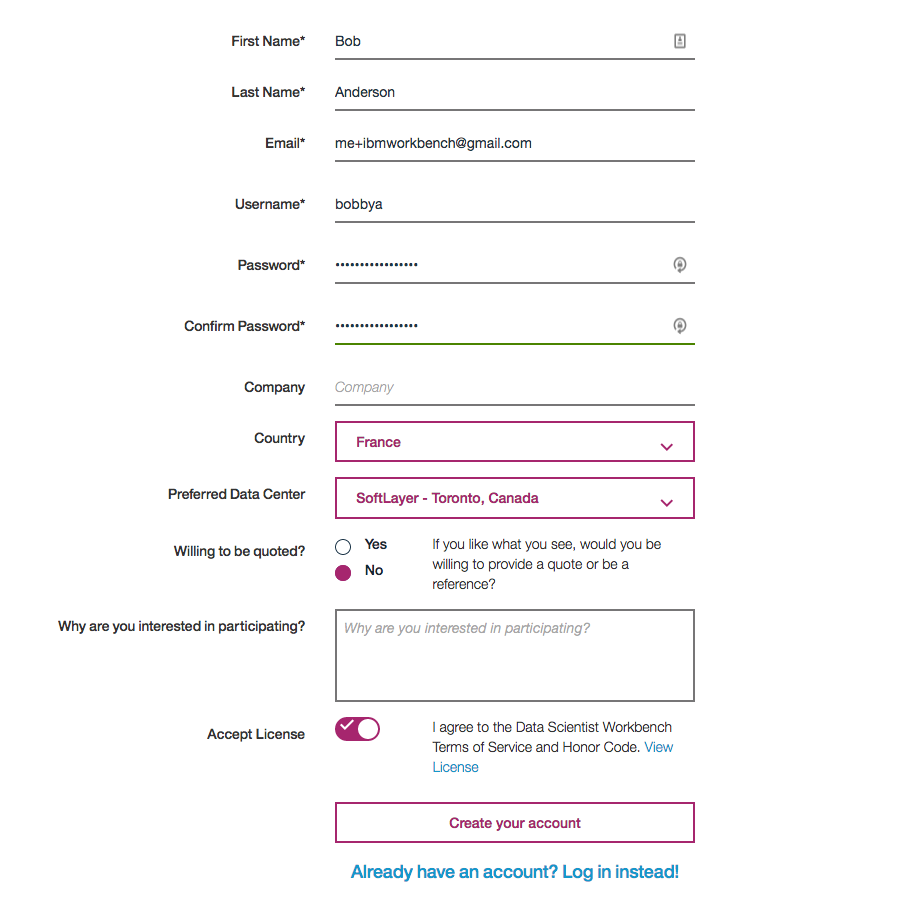 First Name* Bob
Last Name* Anderson
Email* me+ibmworkbench@gmail.com
Username* bobbya
Password* •••••••••••••••••
Confirm Password* •••••••••••••••••
Company Company
Country France
Preferred Data Center SoftLayer - Toronto, Canada
Willing to be quoted? Yes If you like what you see, would you be
willing to provide a quote or be a
No reference?
Why are you interested in participating? Why are you interested in participating?
Accept License I agree to the Data Scientist Workbench
Terms of Service and Honor Code. View
License
Create your account
Already have an account? Log in instead!